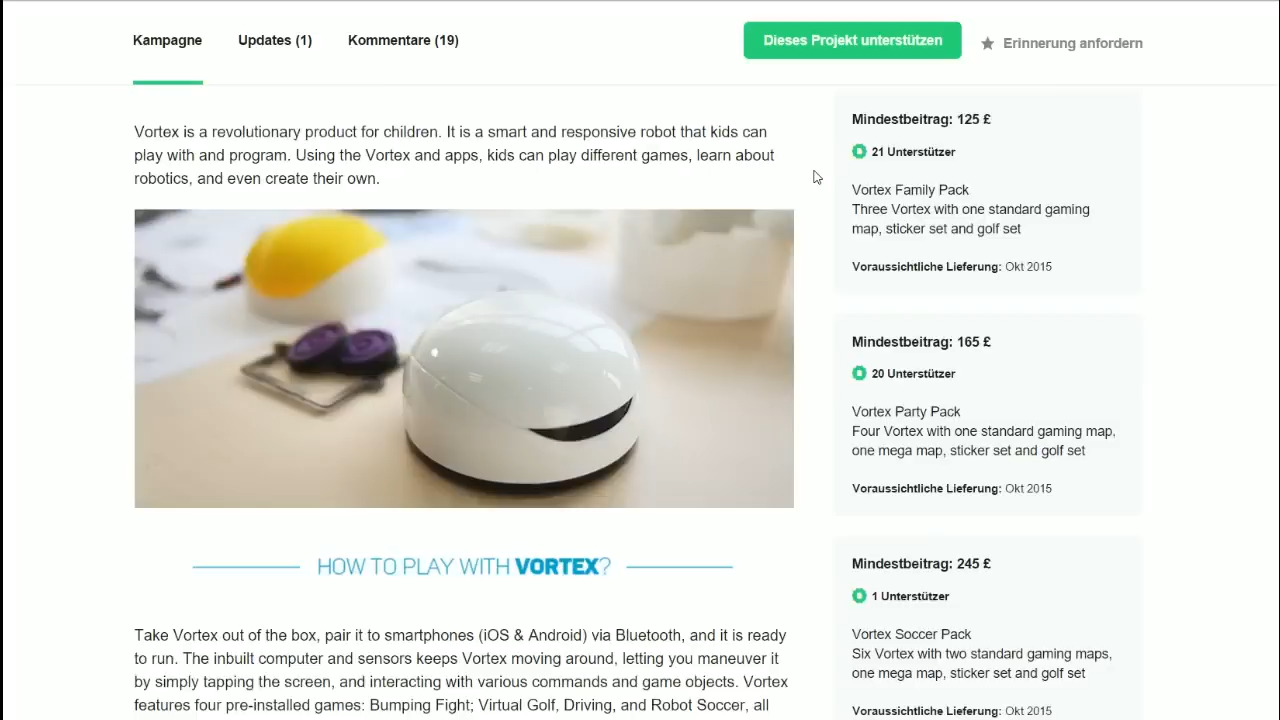 Kampagne
Updates (1)
Kommentare (19)
Dieses Projekt unterstützen
Erinnerung anfordern
Vortex is a revolutionary product for children. It is a smart and responsive robot that kids can
play with and program. Using the Vortex and apps, kids can play different games, learn about
robotics, and even create their own.
HOW TO PLAY WITH VORTEX?
Take Vortex out of the box, pair it to smartphones (iOS & Android) via Bluetooth, and it is ready
to run. The inbuilt computer and sensors keeps Vortex moving around, letting you maneuver it
by simply tapping the screen, and interacting with various commands and game objects. Vortex
features four pre-installed games: Bumping Fight; Virtual Golf, Driving, and Robot Soccer, all
Mindestbeitrag: 125 £
21 Unterstützer
Vortex Family Pack
Three Vortex with one standard gaming
map, sticker set and golf set
Voraussichtliche Lieferung: Okt 2015
Mindestbeitrag: 165 £
20 Unterstützer
Vortex Party Pack
Four Vortex with one standard gaming map,
one mega map, sticker set and golf set
Voraussichtliche Lieferung: Okt 2015
Mindestbeitrag: 245 £
1 Unterstützer
Vortex Soccer Pack
Six Vortex with two standard gaming maps,
one mega map, sticker set and golf set
Voraussichtliche Lieferung: Okt 2015